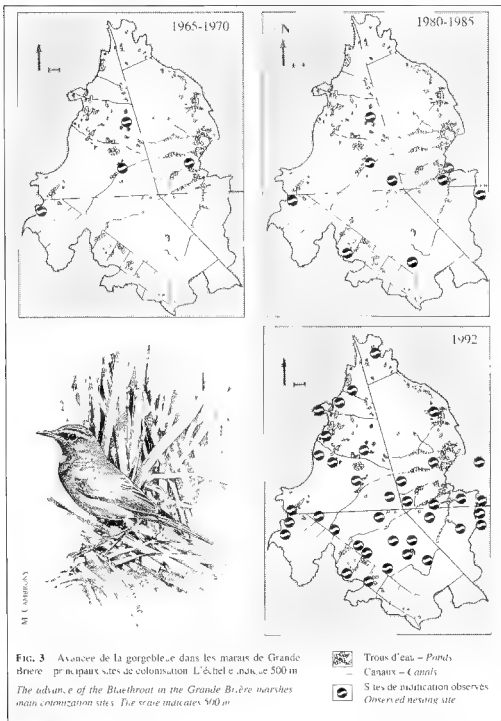 1965-1970
1980-1985
N
1992
M. CAMBRONY
FIG. 3 Avancée de la gorgebleue dans les marais de Grande
Brière principaux sites de colonisation L'échelle indique 500 m
The advance of the Bluethroat in the Grande Brière marshes
main colonization sites The scale indicates 500 m
Trous d'eau – Ponds
Canaux – Canals
Sites de nidification observés
Observed nesting site